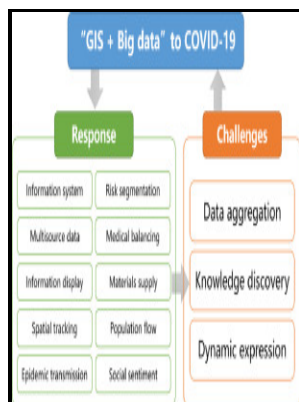 "GIS + Big data" to COVID-19
Response
Information system
Risk segmentation
Multisource data
Medical balancing
Information display
Materials supply
Spatial tracking
Population flow
Epidemic transmission
Social sentiment
Challenges
Data aggregation
Knowledge discovery
Dynamic expression